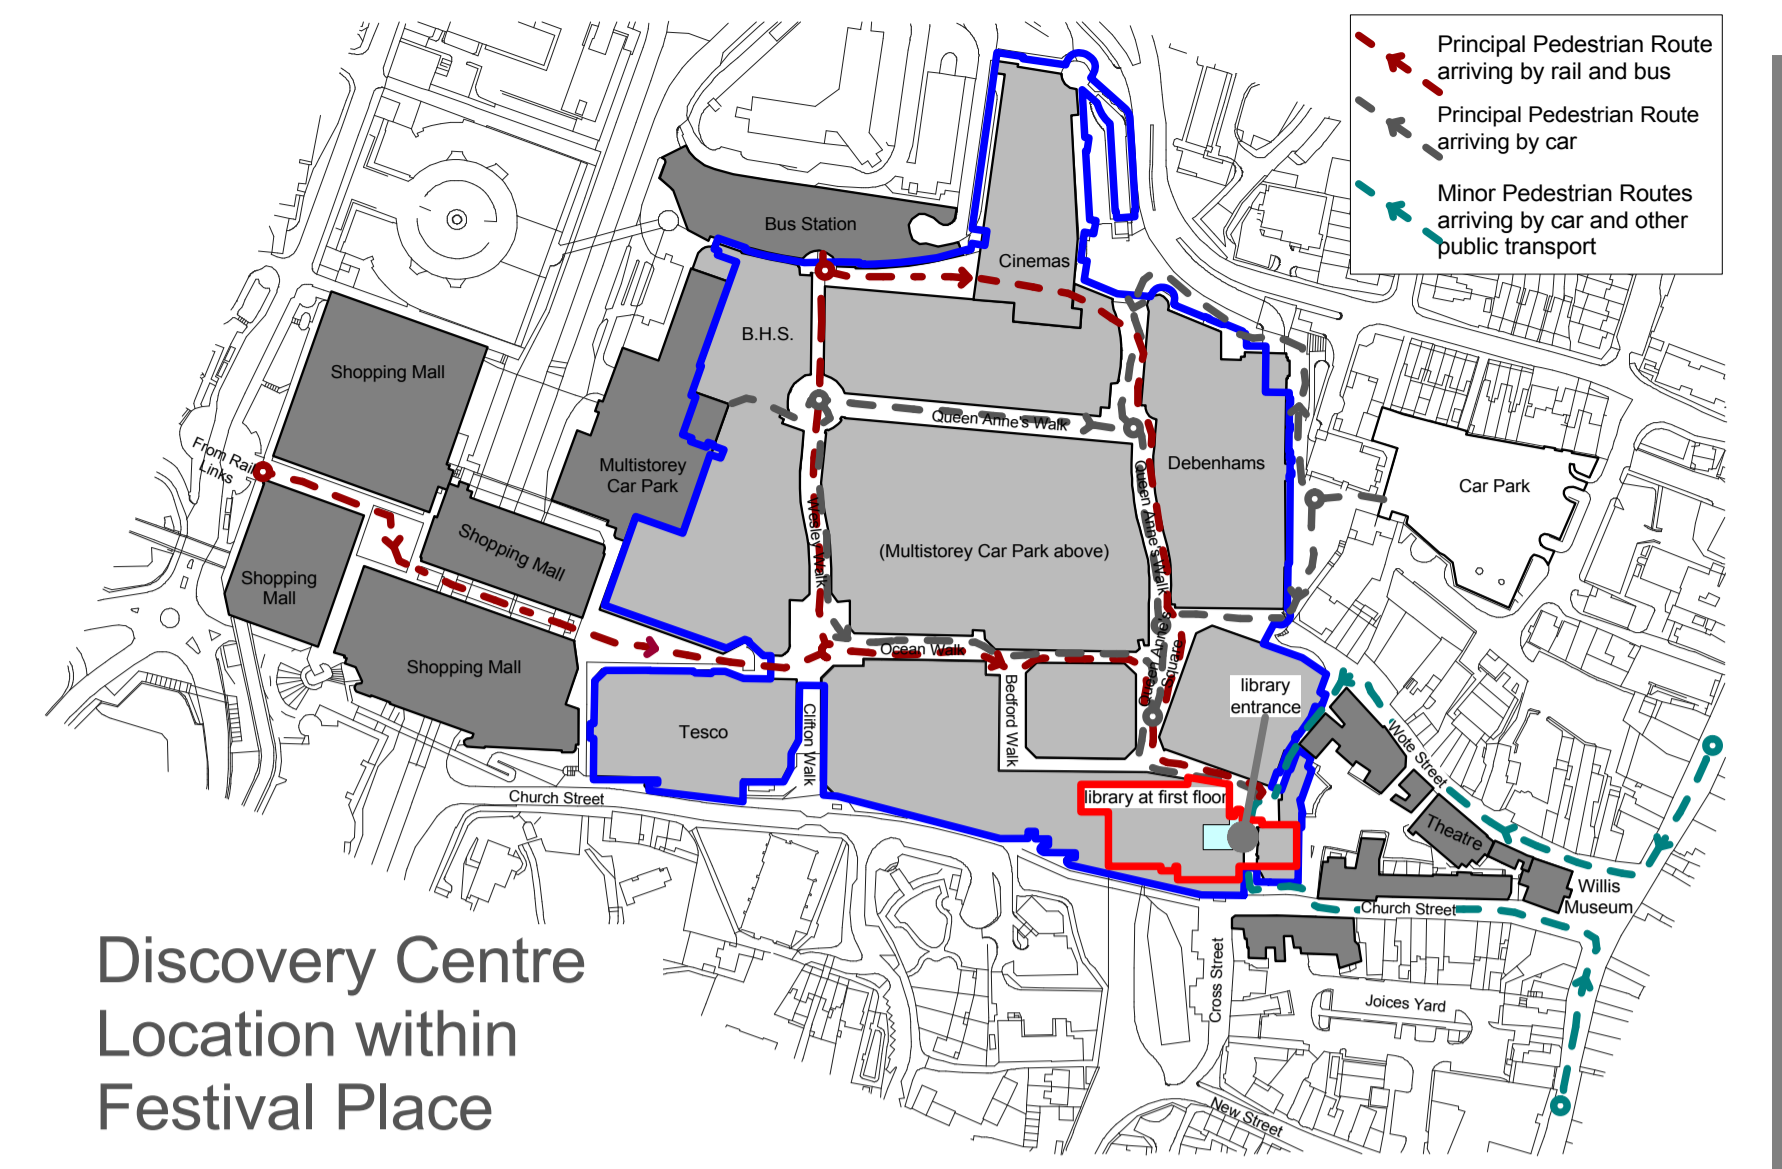 Principal Pedestrian Route
arriving by rail and bus
Principal Pedestrian Route
arriving by car
Minor Pedestrian Routes
arriving by car and other
public transport
Bus Station
Cinemas
B.H.S.
Shopping Mall
Queen Anne's Walk
From Rail
Links
Multistorey
Car Park
Debenhams
Car Park
Shopping Mall
Wesley Walk
(Multistorey Car Park above)
Queen Anne's Walk
Shopping
Mall
Shopping Mall
Ocean Walk
Queen Anne's
Square
Bedford Walk
library
entrance
Tesco
Clifton Walk
Wote Street
Church Street
library at first floor
Theatre
Willis
Museum
Church Street
Cross Street
Joices Yard
New Street
Discovery Centre
Location within
Festival Place